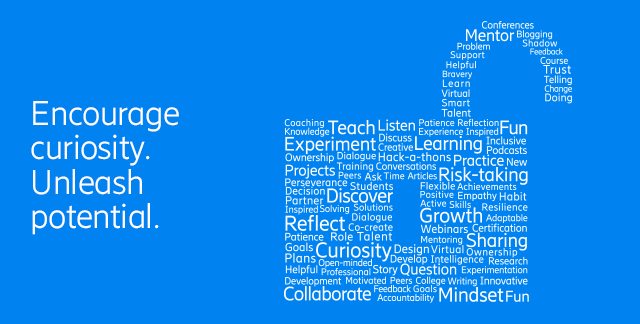 Encourage
curiosity.
Unleash
potential.
Conferences
Mentor Blogging
Problem Shadow
Support Feedback
Helpful Course
Bravery Trust
Learn Telling
Virtual Change
Smart Doing
Talent
Coaching Teach Listen Patience Reflection Fun
Knowledge Experience Inspired
Experiment Discuss Learning Inclusive
Creative Podcasts
Ownership Dialogue Hack-a-thons Practice New
Projects Training Conversations Risk-taking
Peers Ask Time Articles
Perseverance Students Flexible Achievements
Decision Discover Positive Empathy Habit
Partner Active Skills Resilience
Inspired Solving Solutions Growth Adaptable
Reflect Dialogue
Co-create Webinars Certification
Patience Role Talent Mentoring Sharing
Goals Curiosity Design Virtual Ownership
Plans Open-minded Develop Intelligence Research
Helpful Professional Story Question Experimentation
Development Motivated Peers College Writing Innovative
Collaborate Feedback Goals Mindset Fun
Accountability